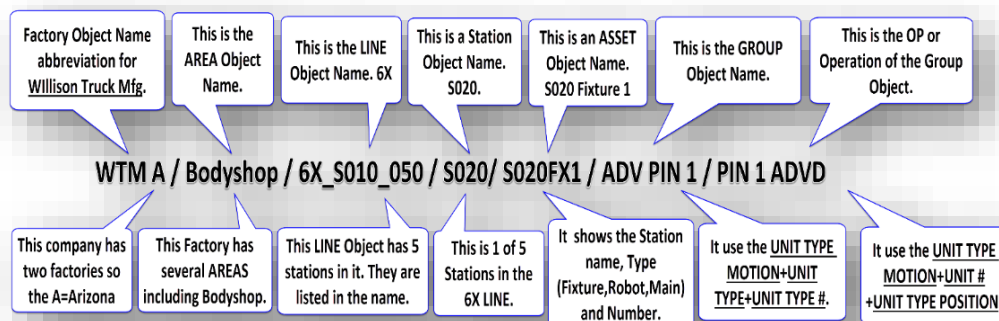 Factory Object Name
abbreviation for
WIllison Truck Mfg.
This is the
AREA Object
Name.
This is the LINE
Object Name. 6X
This is a Station
Object Name.
S020.
This is an ASSET
Object Name.
S020 Fixture 1
This is the GROUP
Object Name.
This is the OP or
Operation of the Group
Object.
WTM A / Bodyshop / 6X_S010_050 / S020/ S020FX1 / ADV PIN 1 / PIN 1 ADVD
This company has
two factories so
the A=Arizona
This Factory has
several AREAS
including Bodyshop.
This LINE Object has 5
stations in it. They are
listed in the name.
This is 1 of 5
Stations in the
6X LINE.
It shows the Station
name, Type
(Fixture,Robot,Main)
and Number.
It use the UNIT TYPE
MOTION+UNIT
TYPE+UNIT TYPE #.
It use the UNIT TYPE
MOTION+UNIT #
+UNIT TYPE POSITION